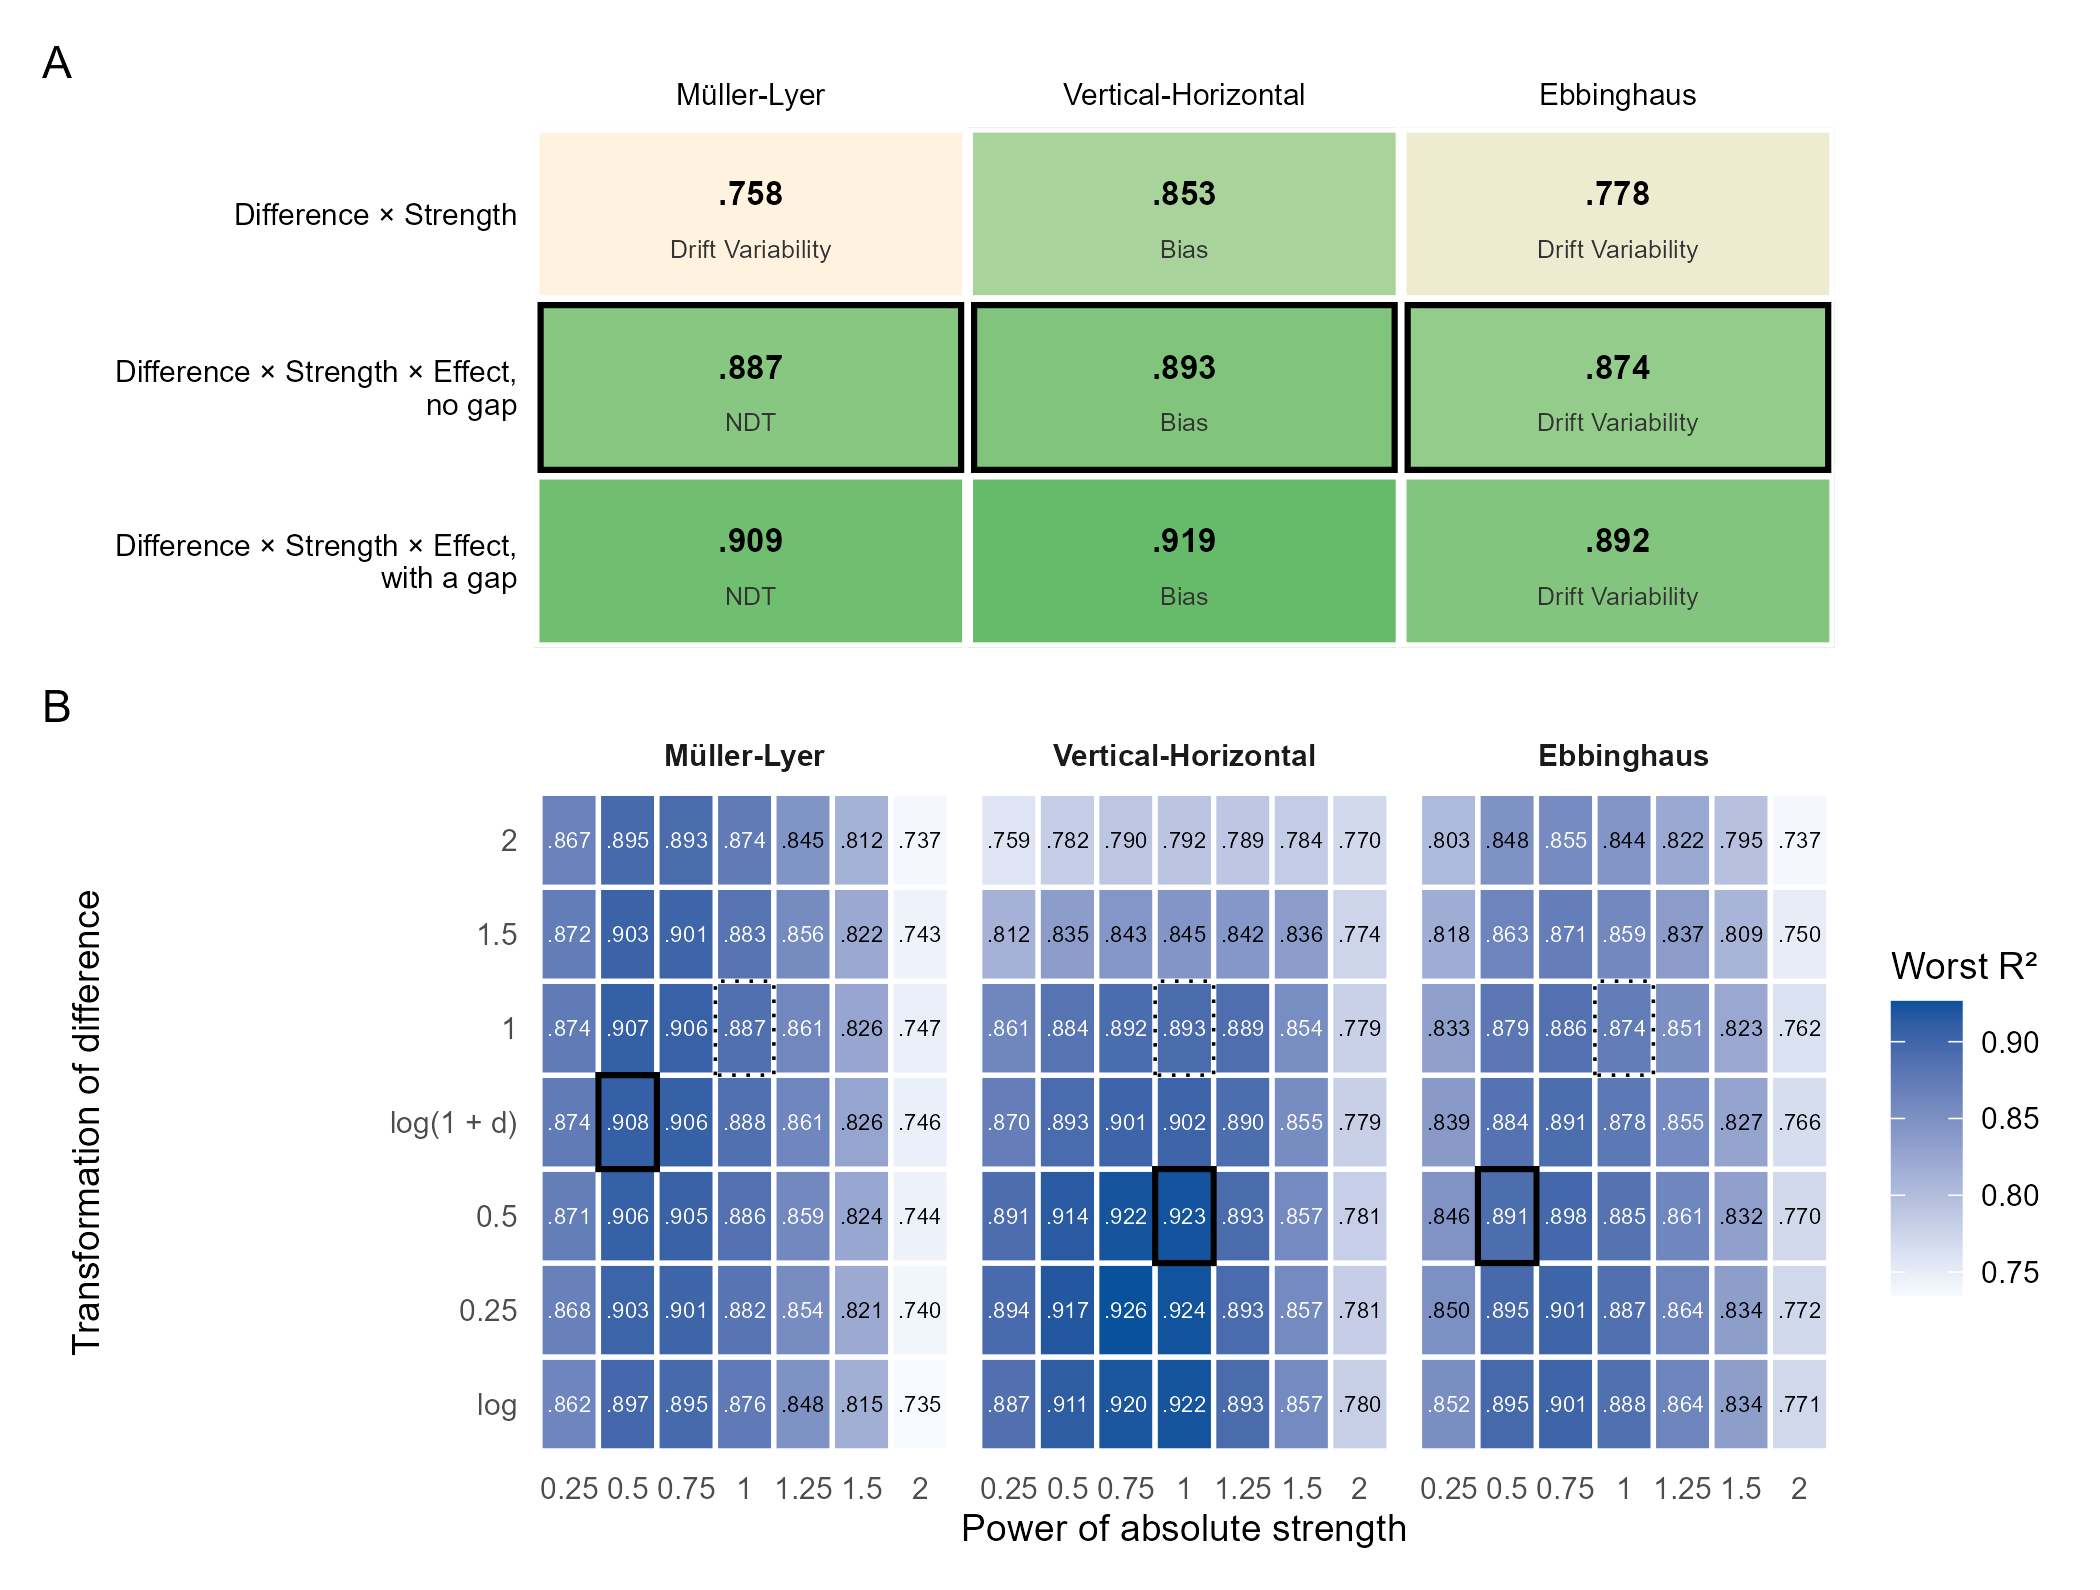 A
Müller-Lyer Vertical-Horizontal Ebbinghaus
Difference × Strength
.758 .853 .778
Drift Variability Bias Drift Variability
Difference × Strength × Effect,
no gap
.887 .893 .874
NDT Bias Drift Variability
Difference × Strength × Effect,
with a gap
.909 .919 .892
NDT Bias Drift Variability
B
Müller-Lyer Vertical-Horizontal Ebbinghaus
Transformation of difference
2 .867 .895 .893 .874 .845 .812 .737 .759 .782 .790 .792 .789 .784 .770 .803 .848 .855 .844 .822 .795 .737
1.5 .872 .903 .901 .883 .856 .822 .743 .812 .835 .843 .845 .842 .836 .774 .818 .863 .871 .859 .837 .809 .750
1 .874 .907 .906 .887 .861 .826 .747 .861 .884 .892 .893 .889 .854 .779 .833 .879 .886 .874 .851 .823 .762
log(1 + d) .874 .908 .906 .888 .861 .826 .746 .870 .893 .901 .902 .890 .855 .779 .839 .884 .891 .878 .855 .827 .766
0.5 .871 .906 .905 .886 .859 .824 .744 .891 .914 .922 .923 .893 .857 .781 .846 .891 .898 .885 .861 .832 .770
0.25 .868 .903 .901 .882 .854 .821 .740 .894 .917 .926 .924 .893 .857 .781 .850 .895 .901 .887 .864 .834 .772
log .862 .897 .895 .876 .848 .815 .735 .887 .911 .920 .922 .893 .857 .780 .852 .895 .901 .888 .864 .834 .771
0.25 0.5 0.75 1 1.25 1.5 2 0.25 0.5 0.75 1 1.25 1.5 2 0.25 0.5 0.75 1 1.25 1.5 2
Power of absolute strength
Worst R²
0.90
0.85
0.80
0.75